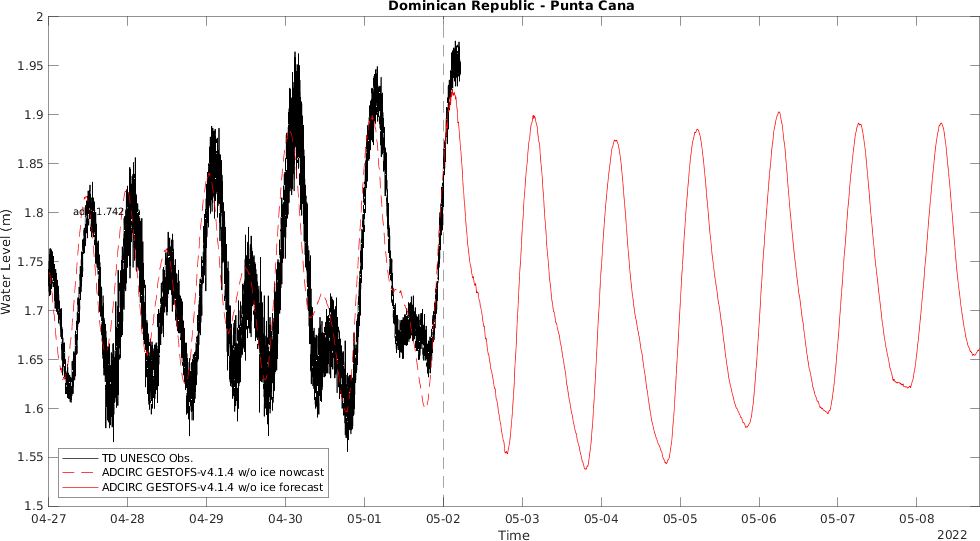 Dominican Republic - Punta Cana
2
1.95
1.9
1.85
1.8
1.75
1.7
1.65
1.6
1.55
1.5
Water Level (m)
1.742
TD UNESCO Obs.
ADCIRC GESTOFS-v4.1.4 w/o ice nowcast
ADCIRC GESTOFS-v4.1.4 w/o ice forecast
04-27 04-28 04-29 04-30 05-01 05-02 05-03 05-04 05-05 05-06 05-07 05-08
Time
2022